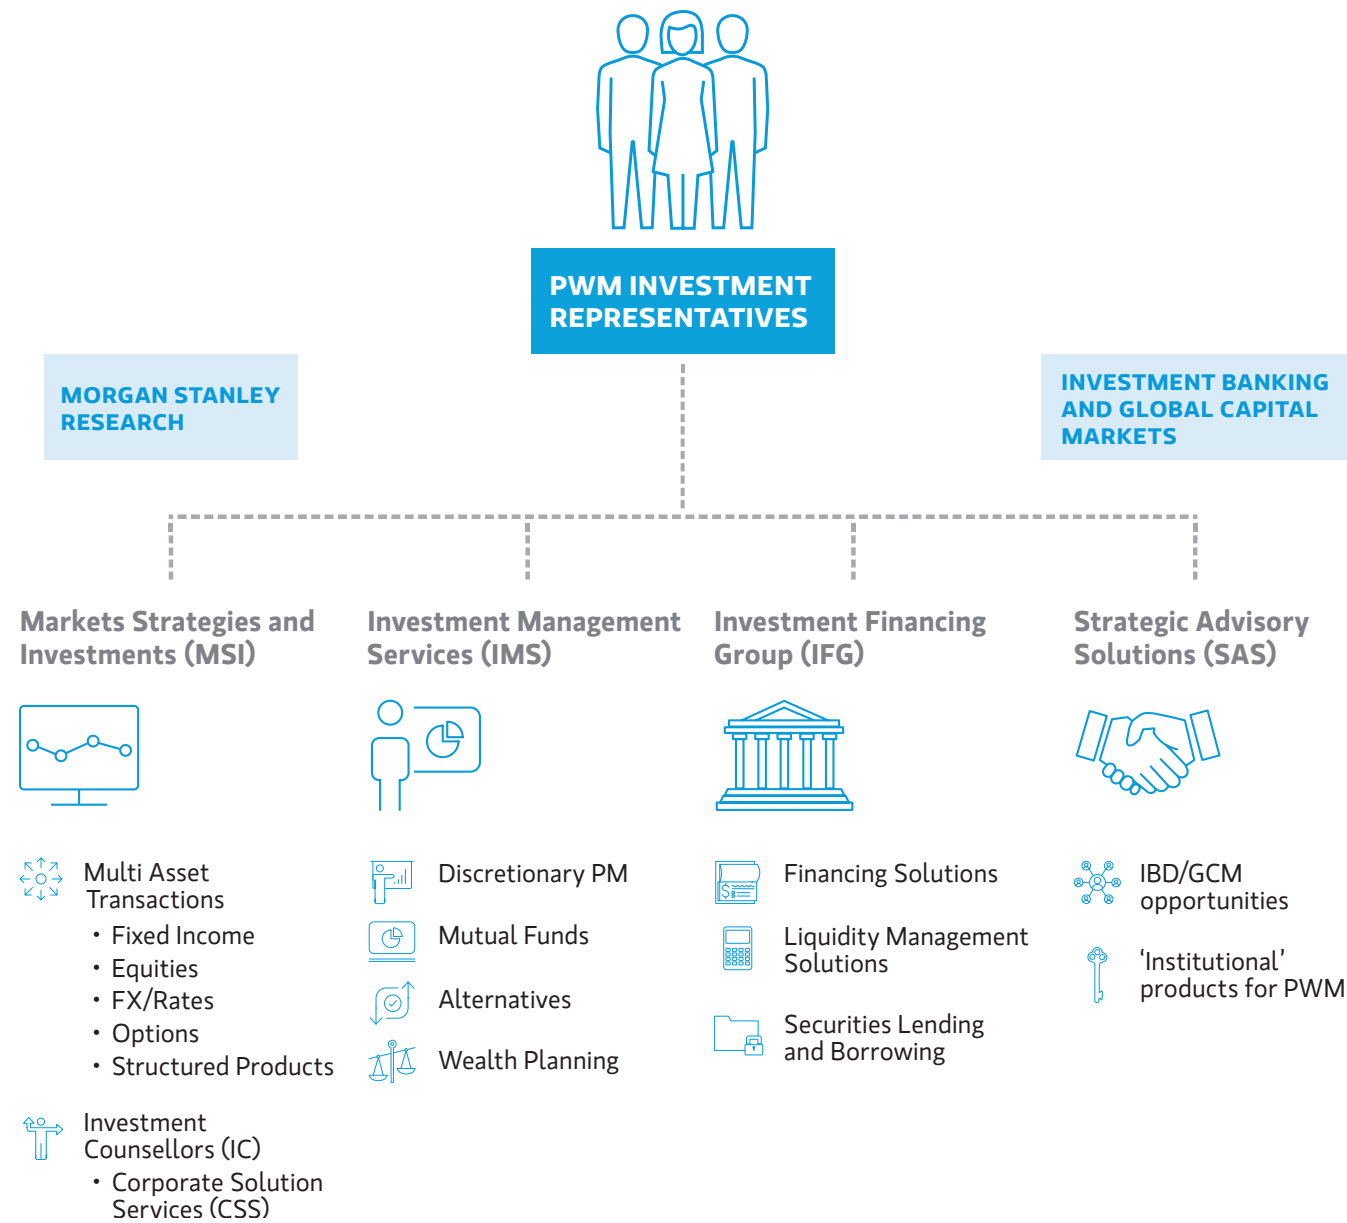 PWM INVESTMENT
REPRESENTATIVES
MORGAN STANLEY
RESEARCH
INVESTMENT BANKING
AND GLOBAL CAPITAL
MARKETS
Markets Strategies and
Investments (MSI)
Multi Asset
Transactions
• Fixed Income
• Equities
• FX/Rates
• Options
• Structured Products
Investment
Counsellors (IC)
• Corporate Solution
Services (CSS)
Investment Management
Services (IMS)
Discretionary PM
Mutual Funds
Alternatives
Wealth Planning
Investment Financing
Group (IFG)
$
Financing Solutions
Liquidity Management
Solutions
Securities Lending
and Borrowing
Strategic Advisory
Solutions (SAS)
IBD/GCM
opportunities
‘Institutional’
products for PWM